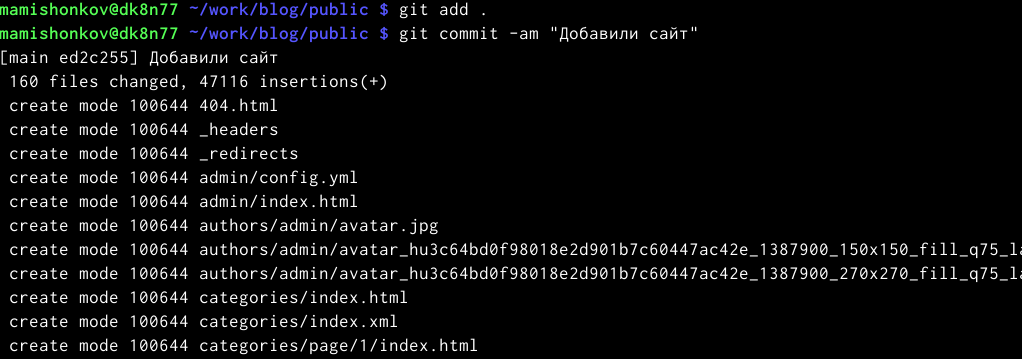 mamishonkov@dk8n77 ~/work/blog/public $ git add .
mamishonkov@dk8n77 ~/work/blog/public $ git commit -am "Добавили сайт"
[main ed2c255] Добавили сайт
160 files changed, 47116 insertions(+)
create mode 100644 404.html
create mode 100644 _headers
create mode 100644 _redirects
create mode 100644 admin/config.yml
create mode 100644 admin/index.html
create mode 100644 authors/admin/avatar.jpg
create mode 100644 authors/admin/avatar_hu3c64bd0f98018e2d901b7c60447ac42e_1387900_150x150_fill_q75_la
create mode 100644 authors/admin/avatar_hu3c64bd0f98018e2d901b7c60447ac42e_1387900_270x270_fill_q75_la
create mode 100644 categories/index.html
create mode 100644 categories/index.xml
create mode 100644 categories/page/1/index.html